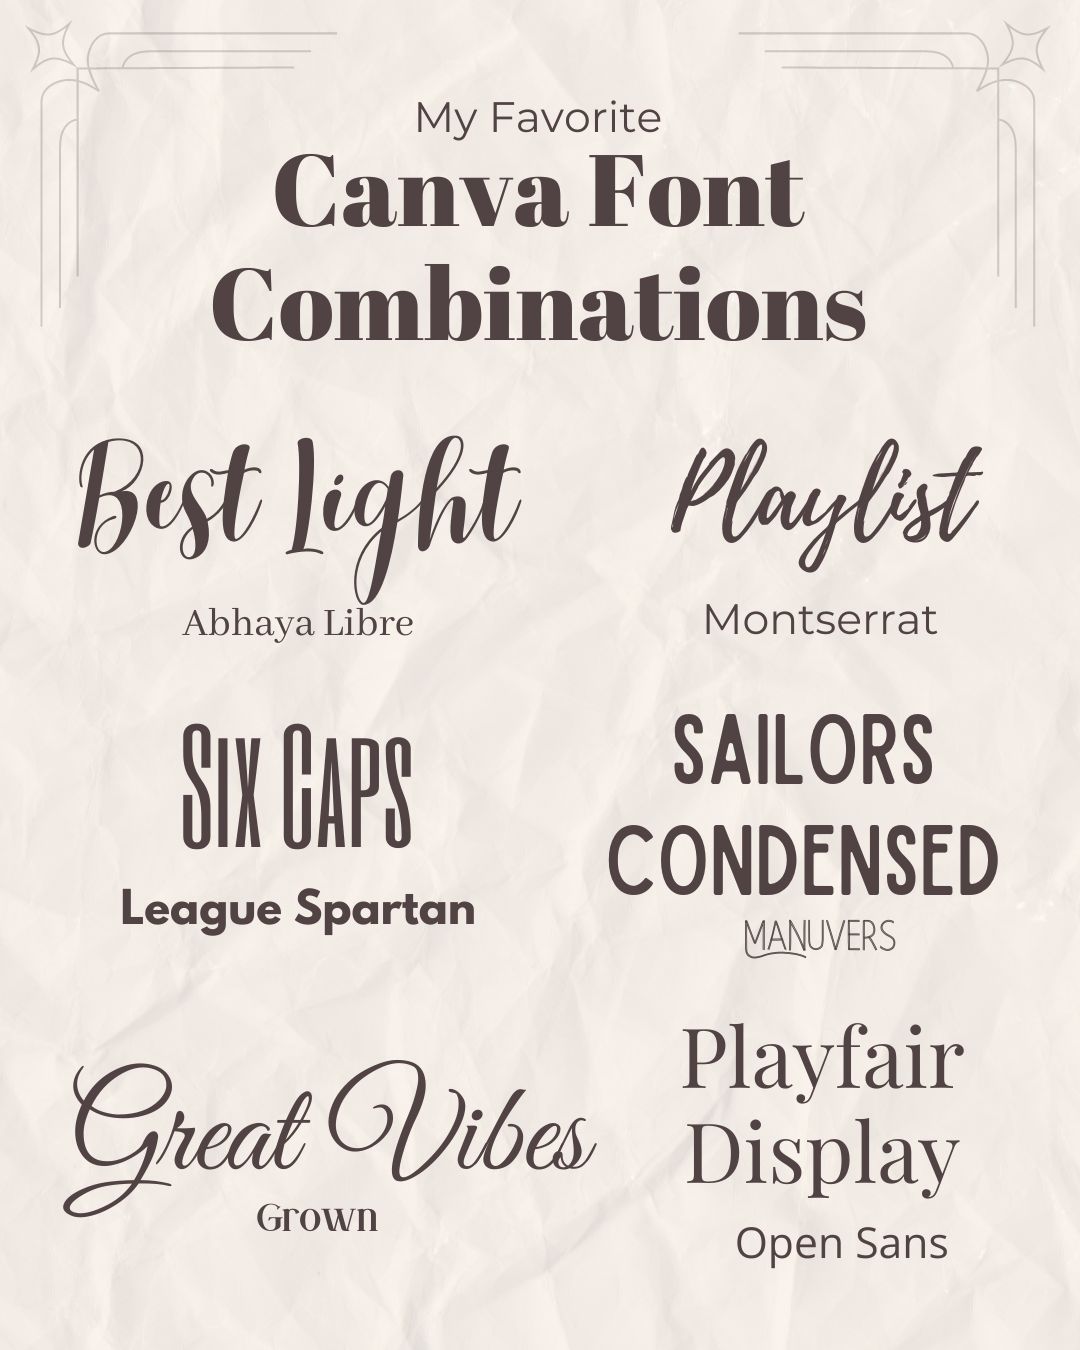 My Favorite
Canva Font
Combinations
Best Light
Abhaya Libre
Playlist
Montserrat
Six Caps
League Spartan
SAILORS
CONDENSED
MANUVERS
Great Vibes
Grown
Playfair
Display
Open Sans